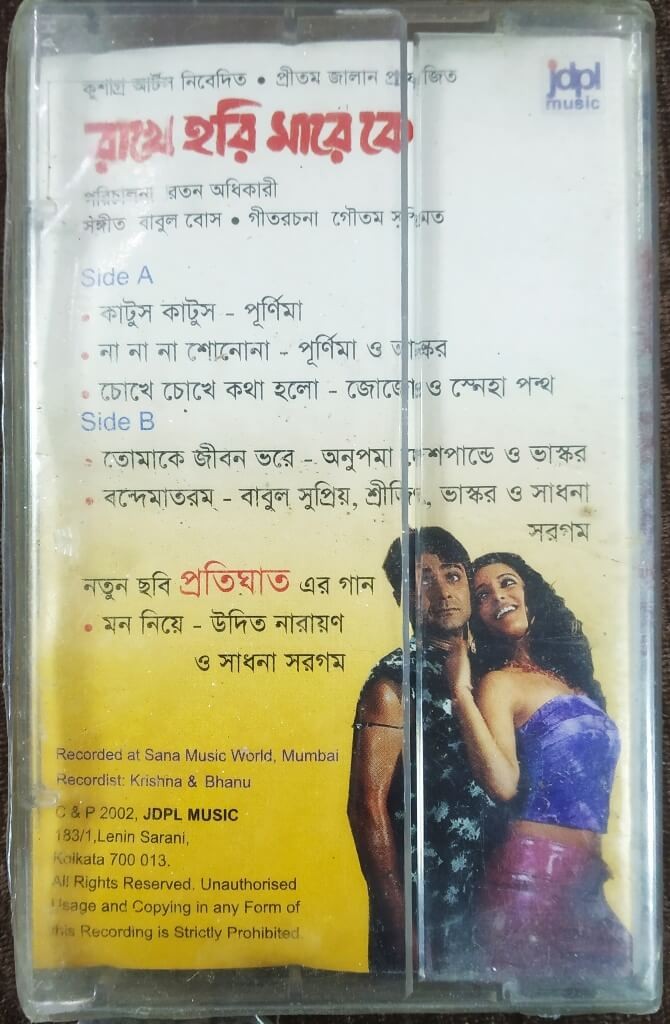 কুশাগ্র আর্টস নিবেদিত • প্রীতম জালান
jdpl
music
রাখে হরি মারে কে
পরিচালনা রতন অধিকারী
সংগীত বাবুল বোস • গীতরচনা গৌতম
Side A
• কাটুস কাটুস - পূর্ণিমা
• না না না শোনোনা - পূর্ণিমা ও ভাস্কর
• চোখে চোখে কথা হলো - জোজো ও স্নেহা পন্থ
Side B
• তোমাকে জীবন ভরে - অনুপমা দেশপান্ডে ও ভাস্কর
• বন্দেমাতরম্ - বাবুল সুপ্রিয়, শ্রীজিৎ, ভাস্কর ও সাধনা
সরগম
নতুন ছবি প্রতিঘাত এর গান
• মন নিয়ে - উদিত নারায়ণ
ও সাধনা সরগম
Recorded at Sana Music World, Mumbai
Recordist: Krishna & Bhanu
C & P 2002, JDPL MUSIC
183/1,Lenin Sarani,
Kolkata 700 013.
All Rights Reserved. Unauthorised
Usage and Copying in any Form of
this Recording is Strictly Prohibited.